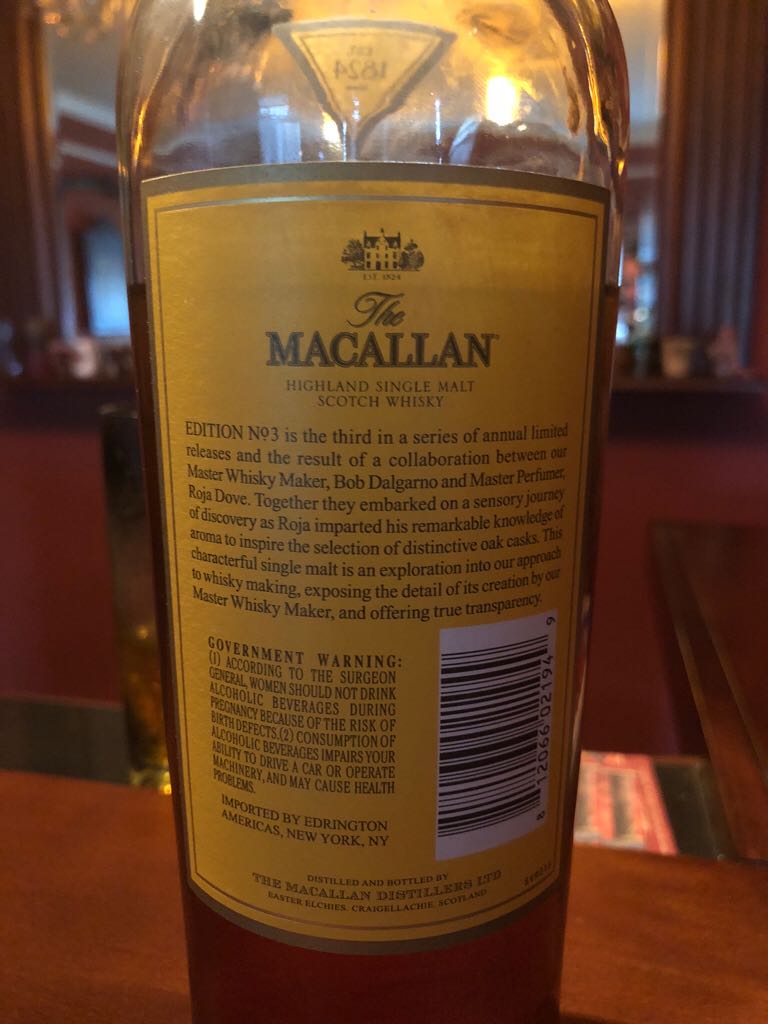 EST.
1824
EST. 1824
The
MACALLAN
HIGHLAND SINGLE MALT
SCOTCH WHISKY
EDITION Nº3 is the third in a series of annual limited
releases and the result of a collaboration between our
Master Whisky Maker, Bob Dalgarno and Master Perfumer,
Roja Dove. Together they embarked on a sensory journey
of discovery as Roja imparted his remarkable knowledge of
aroma to inspire the selection of distinctive oak casks. This
characterful single malt is an exploration into our approach
to whisky making, exposing the detail of its creation by our
Master Whisky Maker, and offering true transparency.
GOVERNMENT WARNING:
(1) ACCORDING TO THE SURGEON
GENERAL, WOMEN SHOULD NOT DRINK
ALCOHOLIC BEVERAGES DURING
PREGNANCY BECAUSE OF THE RISK OF
BIRTH DEFECTS.(2) CONSUMPTION OF
ALCOHOLIC BEVERAGES IMPAIRS YOUR
ABILITY TO DRIVE A CAR OR OPERATE
MACHINERY, AND MAY CAUSE HEALTH
PROBLEMS.
8 12066 02194 9
IMPORTED BY EDRINGTON
AMERICAS, NEW YORK, NY
DISTILLED AND BOTTLED BY
THE MACALLAN DISTILLERS LTD
EASTER ELCHIES, CRAIGELLACHIE, SCOTLAND